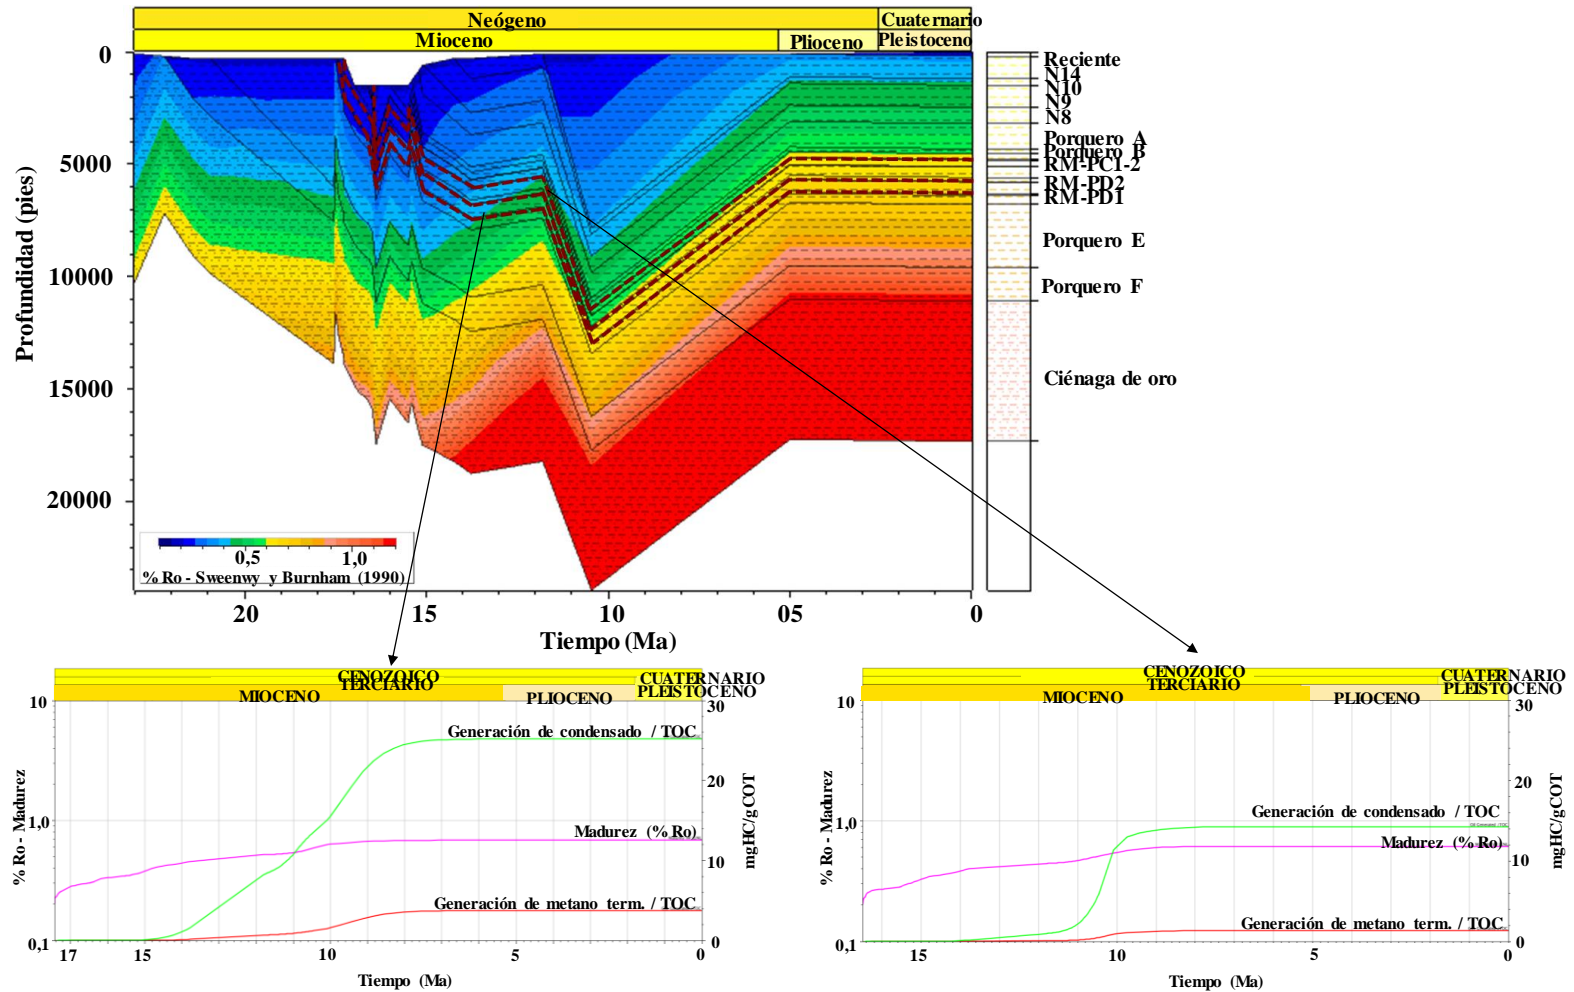 Neógeno
Cuaternario
Mioceno
Plioceno
Pleistoceno
Profundidad (pies)
0
5000
10000
15000
20000
Reciente
N14
N10
N9
N8
Porquero A
Porquero B
RM-PC1-2
RM-PD2
RM-PD1
Porquero E
Porquero F
Ciénaga de oro
0,5
1,0
% Ro - Sweenwy y Burnham (1990)
20
15
10
05
0
Tiempo (Ma)
CENOZOICO
TERCIARIO
CUATERNARIO
MIOCENO
PLIOCENO
PLEISTOCENO
% Ro - Madurez
10
1,0
0,1
Generación de condensado / TOC
Madurez (% Ro)
Generación de metano term. / TOC
30
20
10
0
mgHC/gCOT
17
15
10
5
0
Tiempo (Ma)
CENOZOICO
TERCIARIO
CUATERNARIO
MIOCENO
PLIOCENO
PLEISTOCENO
% Ro - Madurez
10
1,0
0,1
Generación de condensado / TOC
Madurez (% Ro)
Generación de metano term. / TOC
30
20
10
0
mgHC/gCOT
15
10
5
0
Tiempo (Ma)